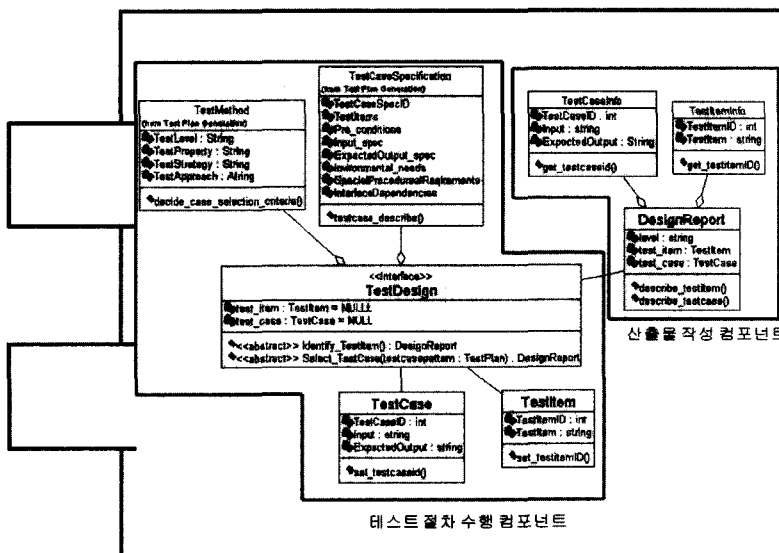 TestMethod
(from Test Plan Generation)
TestLevel : String
TestProperty : String
TestStrategy : String
TestApproach : Atring
decide_case_selection_criteria()
TestCaseSpecification
(from Test Plan Generation)
TestCaseSpecID
TestItems
Pre_conditions
Input_spec
ExpectedOutput_spec
Invironmental_needs
SpecielProceduresReqirements
InterfaceDependencies
testcase_describe()
TestCaseInfo
TestCaseID : int
Input : string
ExpectedOutput : String
get_testcaseid()
TestItemInfo
TestItemID : int
TestItem : string
get_testitemID()
DesignReport
level : string
test_item : TestItem
test_case : TestCase
describe_testitem()
describe_testcase()
산출물 작성 컴포넌트
<<Interface>>
TestDesign
test_item : TestItem = NULL
test_case : TestCase = NULL
<<abstract>> Identify_TestItem() : DesignReport
<<abstract>> Select_TestCase(testcasepattern : TestPlan) : DesignReport
TestCase
TestCaseID : int
input : string
ExpectedOutput : string
set_testcaseid()
TestItem
TestItemID : int
TestItem : string
set_testitemID()
테스트 절차 수행 컴포넌트